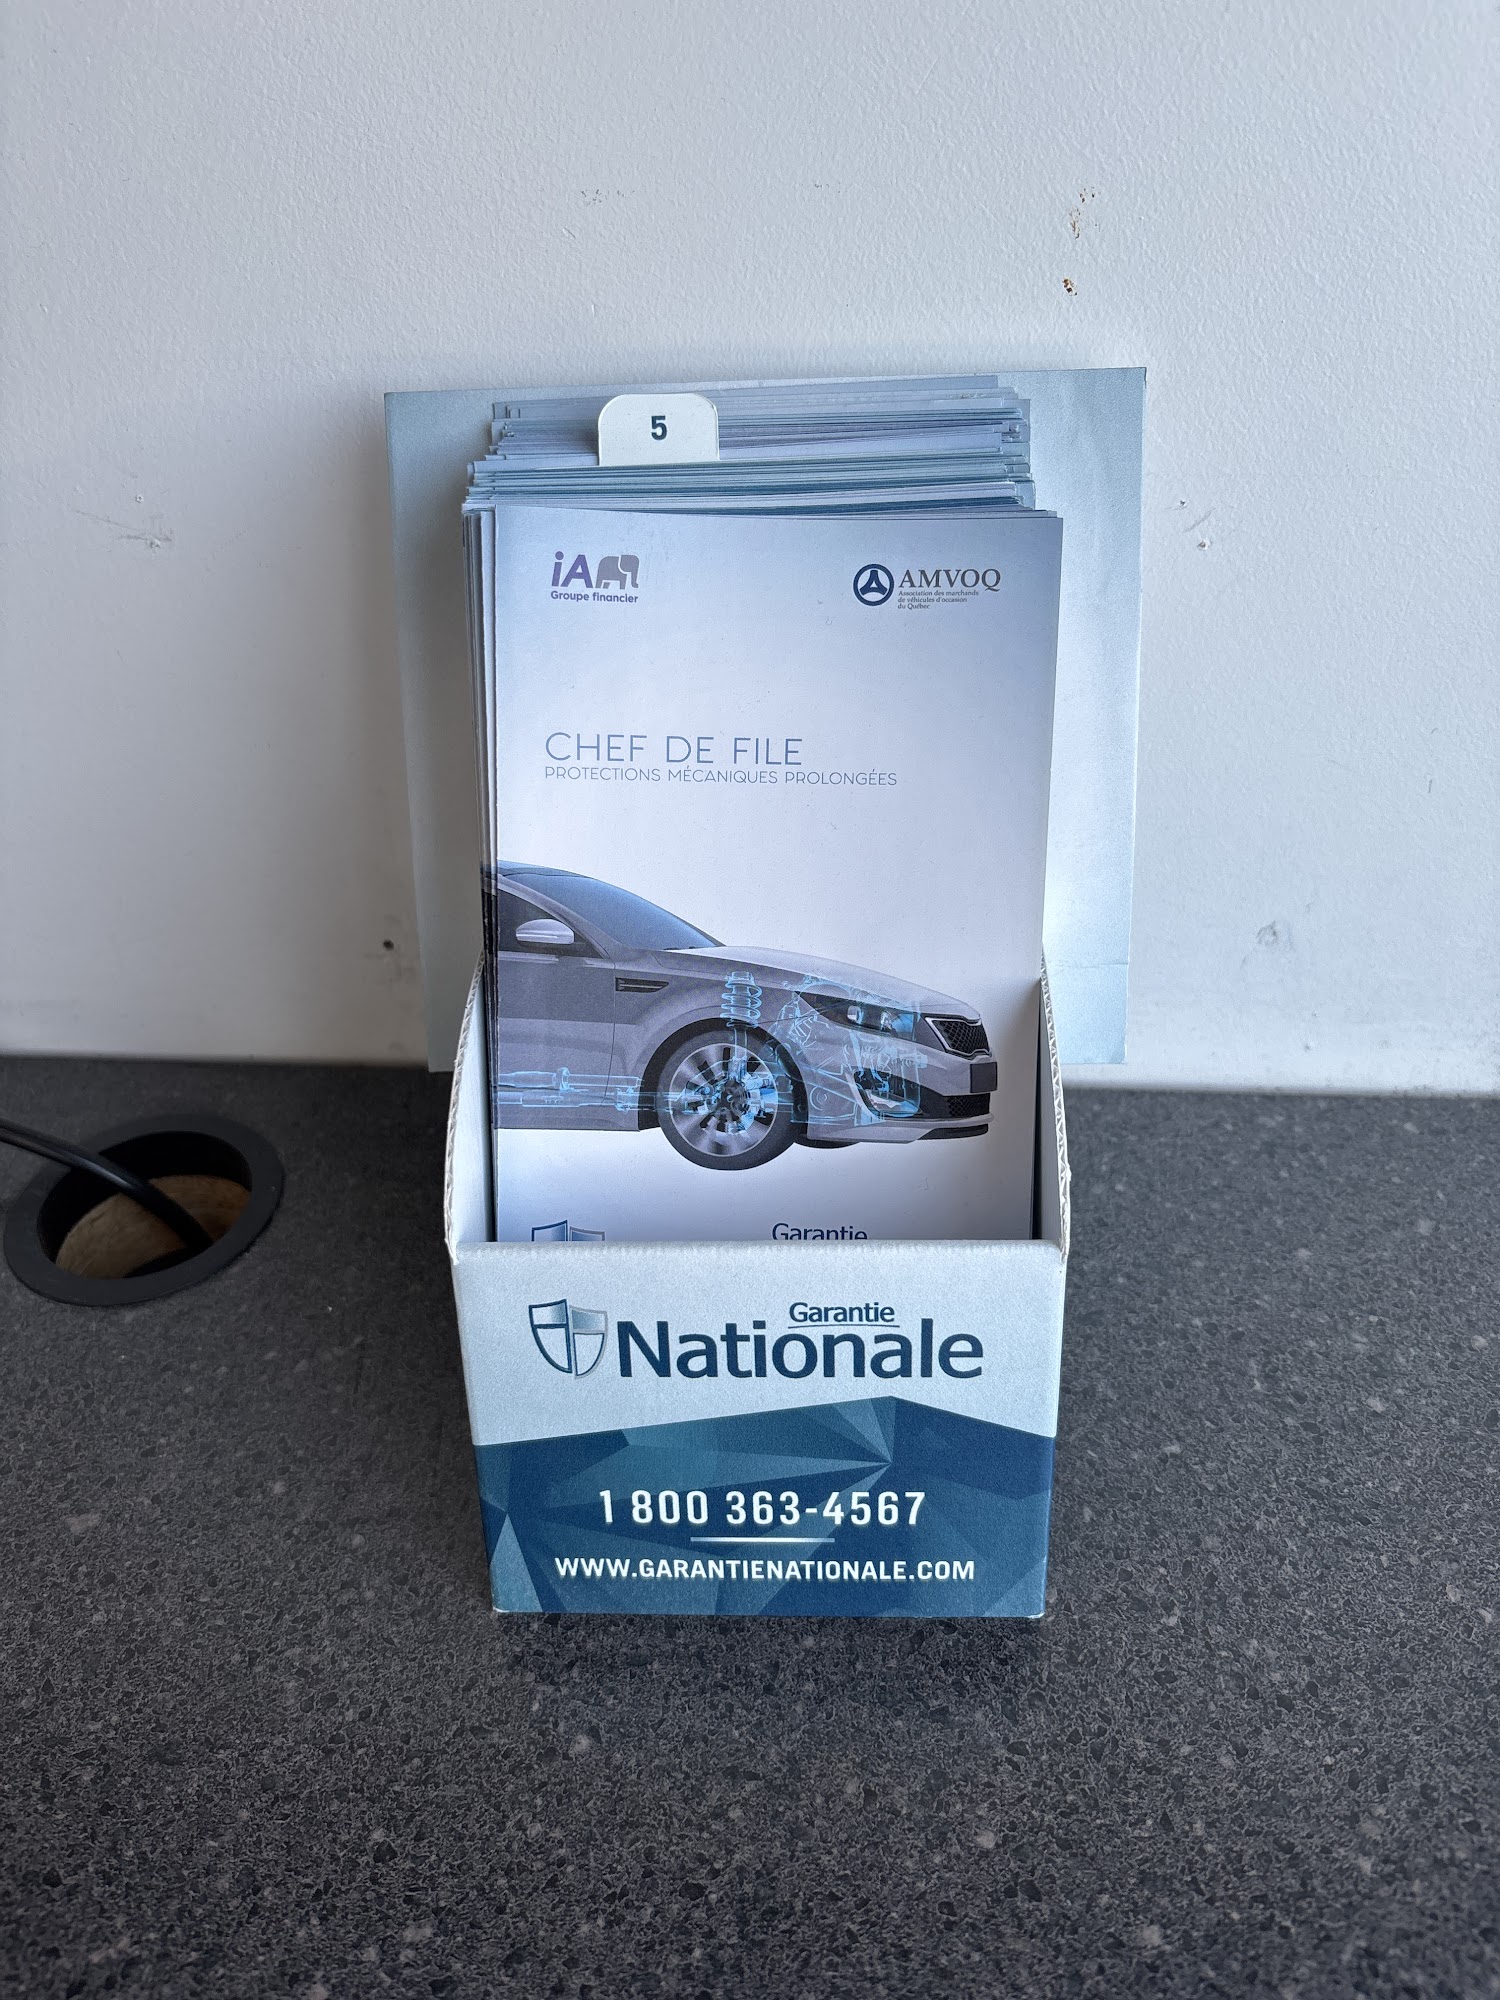 5
iA
Groupe financier
AMVOQ
Association des marchands
de véhicules d'occasion
du Québec
CHEF DE FILE
PROTECTIONS MÉCANIQUES PROLONGÉES
Garantie
Garantie
Nationale
1 800 363-4567
WWW.GARANTIENATIONALE.COM